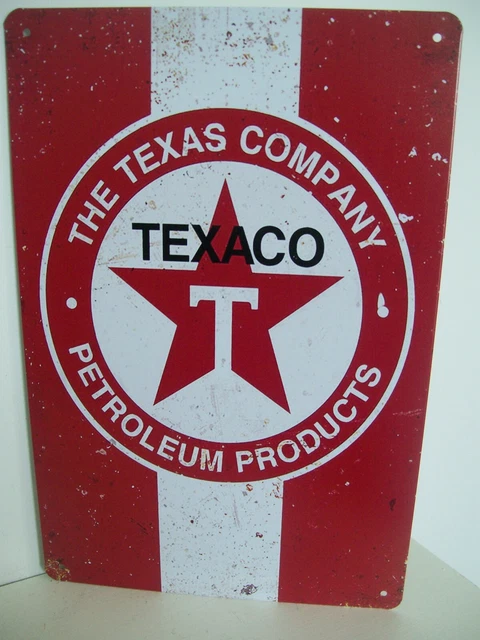 THE TEXAS COMPANY
TEXACO
T
PETROLEUM PRODUCTS